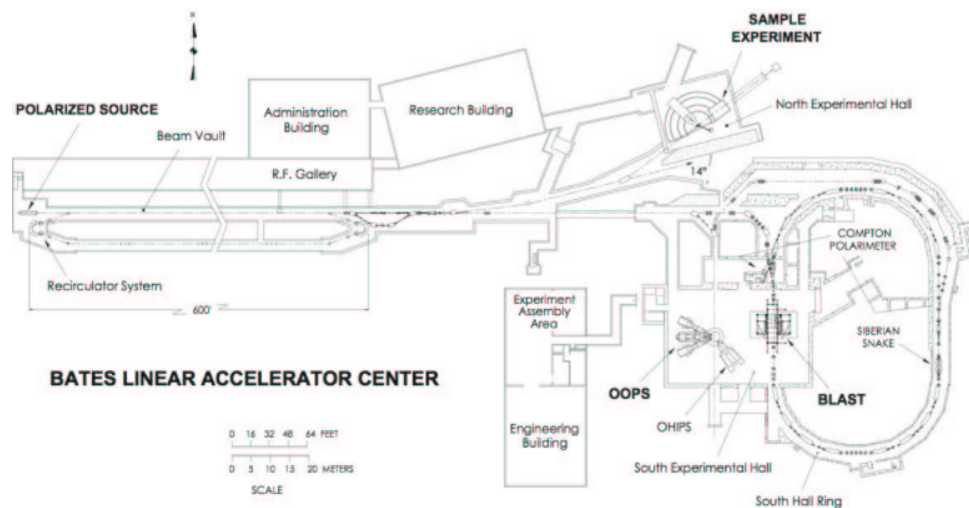 SAMPLE
EXPERIMENT
POLARIZED SOURCE
Beam Vault
Administration
Building
Research Building
North Experimental Hall
R.F. Gallery
14°
COMPTON
POLARIMETER
Recirculator System
600'
Experiment
Assembly
Area
SIBERIAN
SNAKE
BATES LINEAR ACCELERATOR CENTER
OOPS
BLAST
OHIPS
Engineering
Building
0 16 32 48 64 FEET
0 5 10 15 20 METERS
SCALE
South Experimental Hall
South Hall Ring